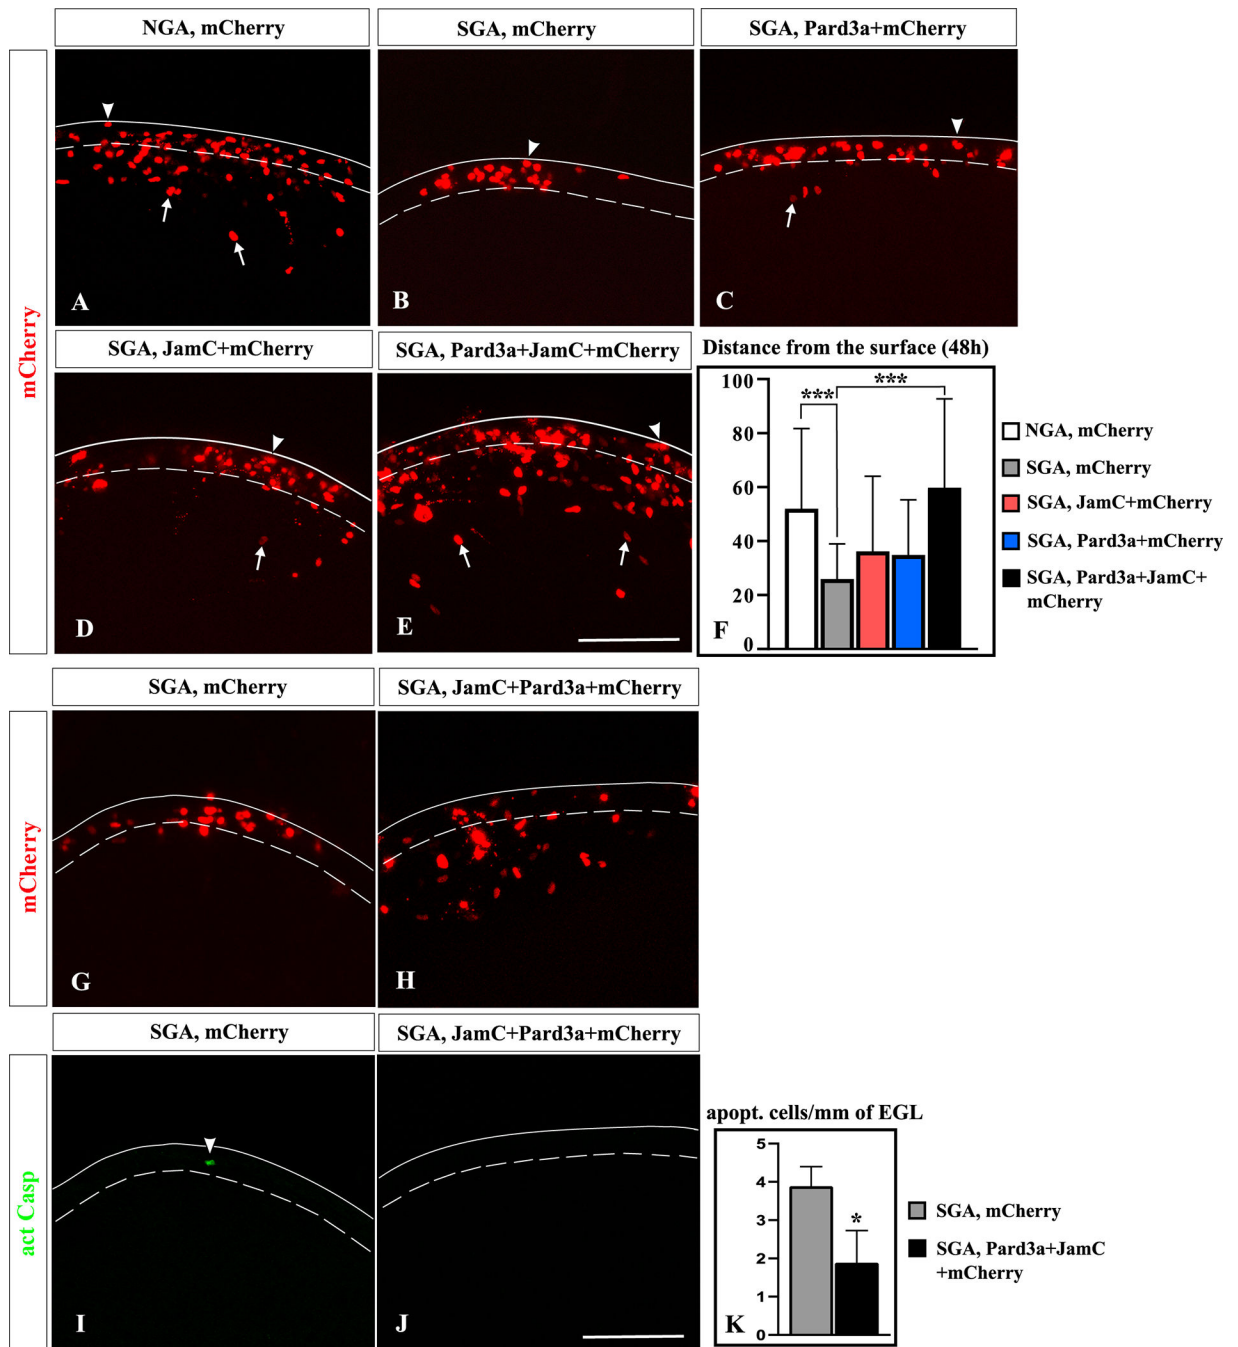 NGA, mCherry
SGA, mCherry
SGA, Pard3a+mCherry
mCherry
A
B
C
SGA, JamC+mCherry
SGA, Pard3a+JamC+mCherry
Distance from the surface (48h)
D
E
F
100
80
60
40
20
0
***
***
NGA, mCherry
SGA, mCherry
SGA, JamC+mCherry
SGA, Pard3a+mCherry
SGA, Pard3a+JamC+
mCherry
SGA, mCherry
SGA, JamC+Pard3a+mCherry
mCherry
G
H
SGA, mCherry
SGA, JamC+Pard3a+mCherry
act Casp
I
J
apopt. cells/mm of EGL
5
4
3
2
1
0
*
K
SGA, mCherry
SGA, Pard3a+JamC
+mCherry